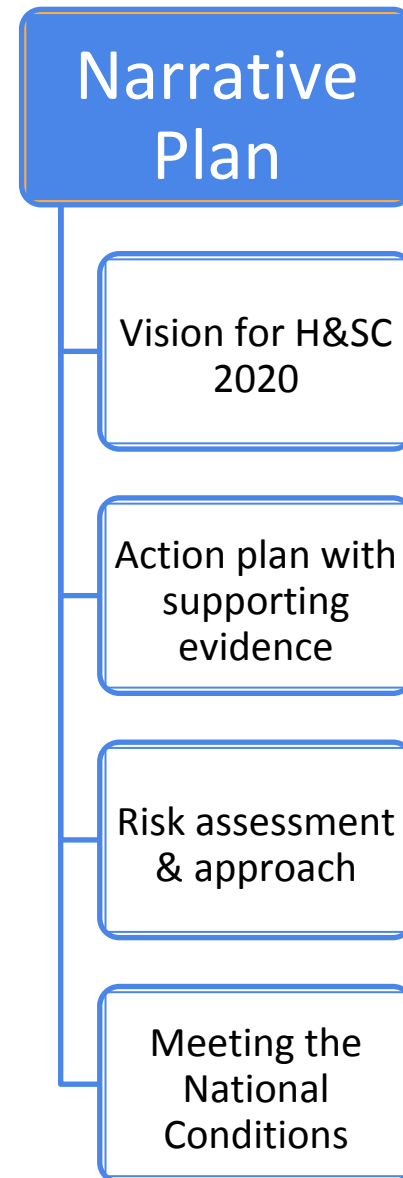 Narrative
Plan
Vision for H&SC
2020
Action plan with
supporting
evidence
Risk assessment
& approach
Meeting the
National
Conditions